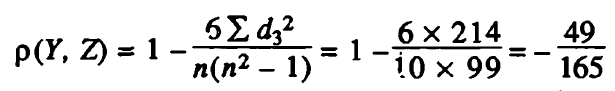 ρ(Y, Z) = 1 - 6 Σ d₃² / n(n² - 1) = 1 - 6 × 214 / 10 × 99 = - 49 / 165